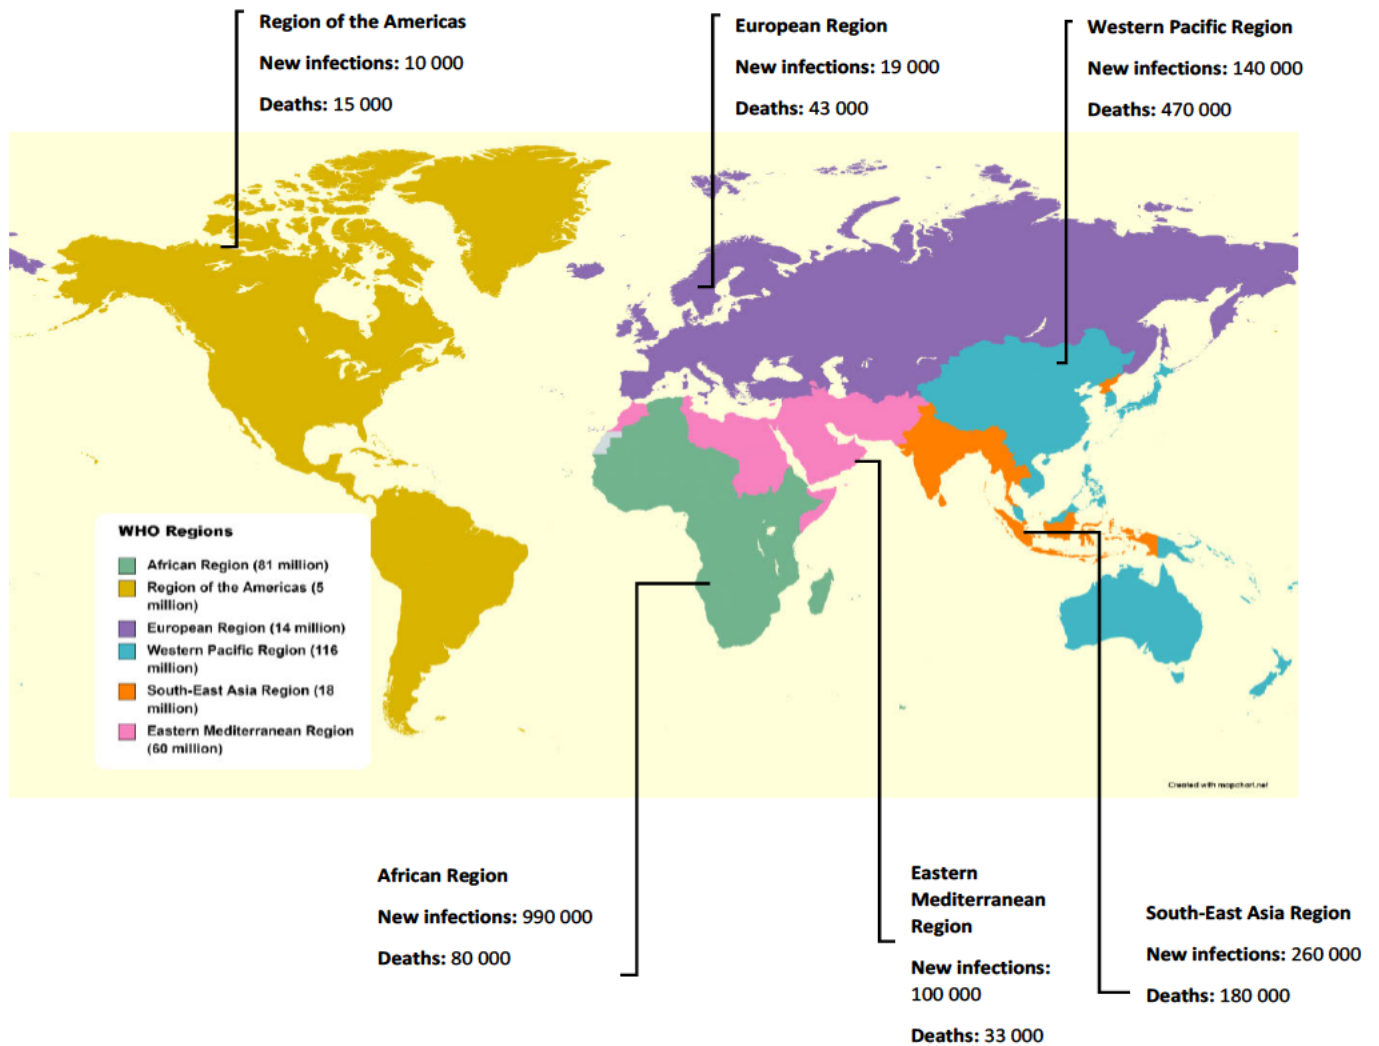 Region of the Americas
New infections: 10 000
Deaths: 15 000
European Region
New infections: 19 000
Deaths: 43 000
Western Pacific Region
New infections: 140 000
Deaths: 470 000
WHO Regions
African Region (81 million)
Region of the Americas (5
million)
European Region (14 million)
Western Pacific Region (116
million)
South-East Asia Region (18
million)
Eastern Mediterranean Region
(60 million)
Created with mapchart.net
African Region
New infections: 990 000
Deaths: 80 000
Eastern
Mediterranean
Region
New infections:
100 000
Deaths: 33 000
South-East Asia Region
New infections: 260 000
Deaths: 180 000